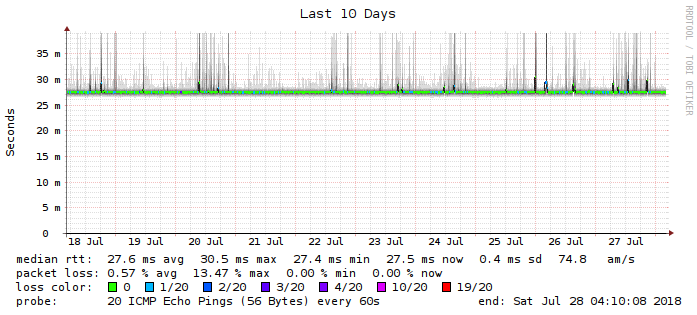 Last 10 Days
RRDTOOL / TOBI OETIKER
Seconds
35 m
30 m
25 m
20 m
15 m
10 m
5 m
0
18 Jul 19 Jul 20 Jul 21 Jul 22 Jul 23 Jul 24 Jul 25 Jul 26 Jul 27 Jul
median rtt: 27.6 ms avg 30.5 ms max 27.4 ms min 27.5 ms now 0.4 ms sd 74.8 am/s
packet loss: 0.57 % avg 13.47 % max 0.00 % min 0.00 % now
loss color: 0 1/20 2/20 3/20 4/20 10/20 19/20
probe: 20 ICMP Echo Pings (56 Bytes) every 60s end: Sat Jul 28 04:10:08 2018